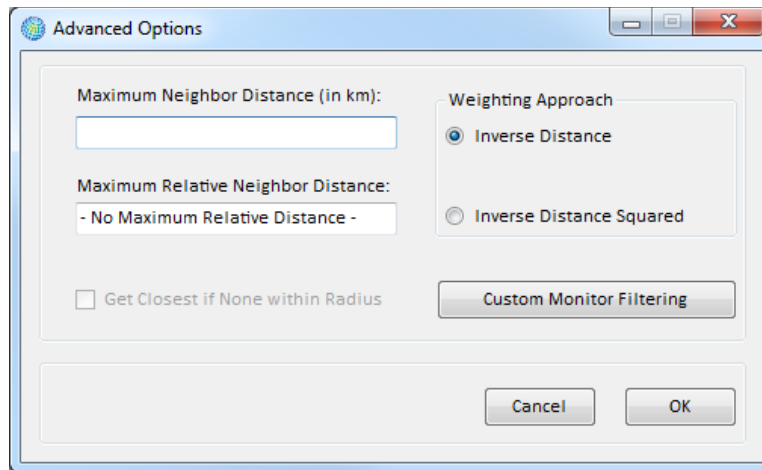 Advanced Options
Maximum Neighbor Distance (in km):
Weighting Approach
Inverse Distance
Maximum Relative Neighbor Distance:
- No Maximum Relative Distance -
Inverse Distance Squared
Get Closest if None within Radius
Custom Monitor Filtering
Cancel
OK